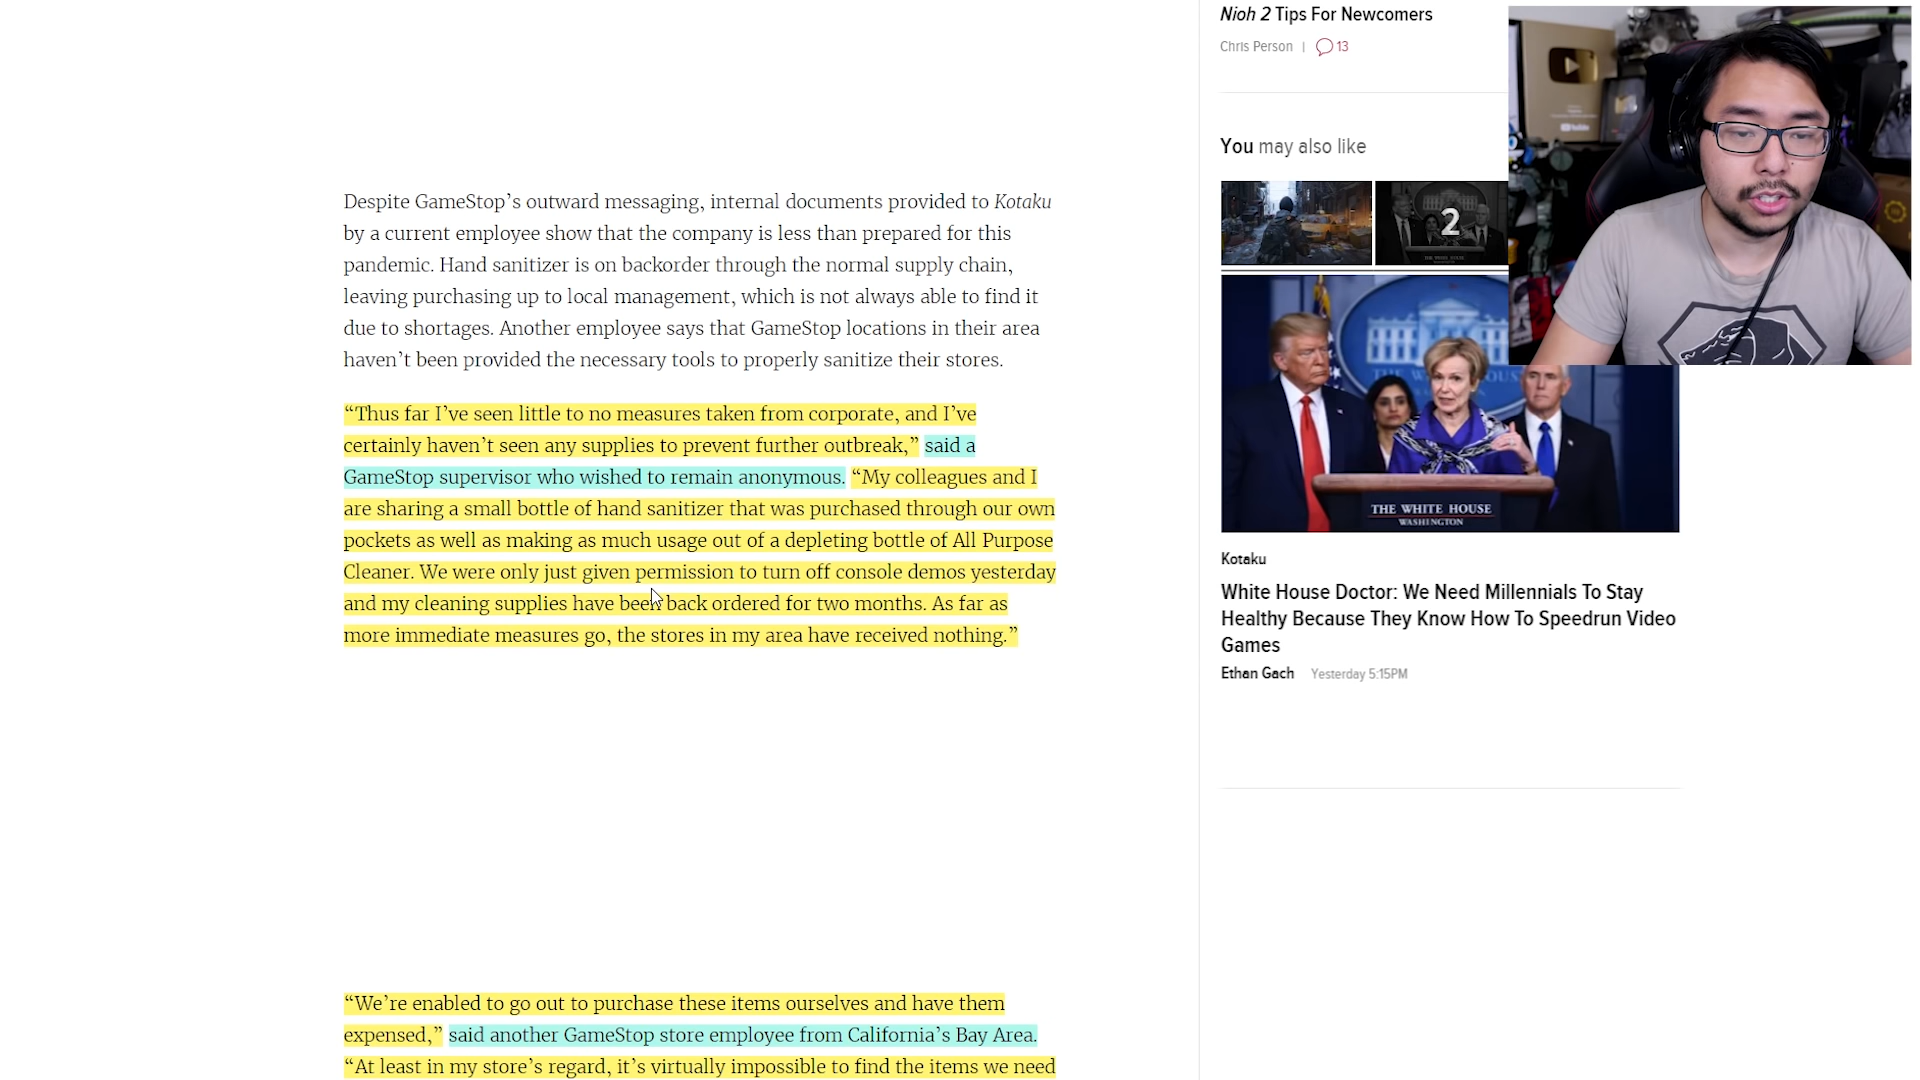 Nioh 2 Tips For Newcomers
Chris Person | 13
You may also like
2
Despite GameStop’s outward messaging, internal documents provided to Kotaku
by a current employee show that the company is less than prepared for this
pandemic. Hand sanitizer is on backorder through the normal supply chain,
leaving purchasing up to local management, which is not always able to find it
due to shortages. Another employee says that GameStop locations in their area
haven’t been provided the necessary tools to properly sanitize their stores.
“Thus far I’ve seen little to no measures taken from corporate, and I’ve
certainly haven’t seen any supplies to prevent further outbreak,” said a
GameStop supervisor who wished to remain anonymous. “My colleagues and I
are sharing a small bottle of hand sanitizer that was purchased through our own
pockets as well as making as much usage out of a depleting bottle of All Purpose
Cleaner. We were only just given permission to turn off console demos yesterday
and my cleaning supplies have been back ordered for two months. As far as
more immediate measures go, the stores in my area have received nothing.”
“We’re enabled to go out to purchase these items ourselves and have them
expensed,” said another GameStop store employee from California’s Bay Area.
“At least in my store’s regard, it’s virtually impossible to find the items we need
THE WHITE HOUSE
WASHINGTON
Kotaku
White House Doctor: We Need Millennials To Stay
Healthy Because They Know How To Speedrun Video
Games
Ethan Gach Yesterday 5:15PM